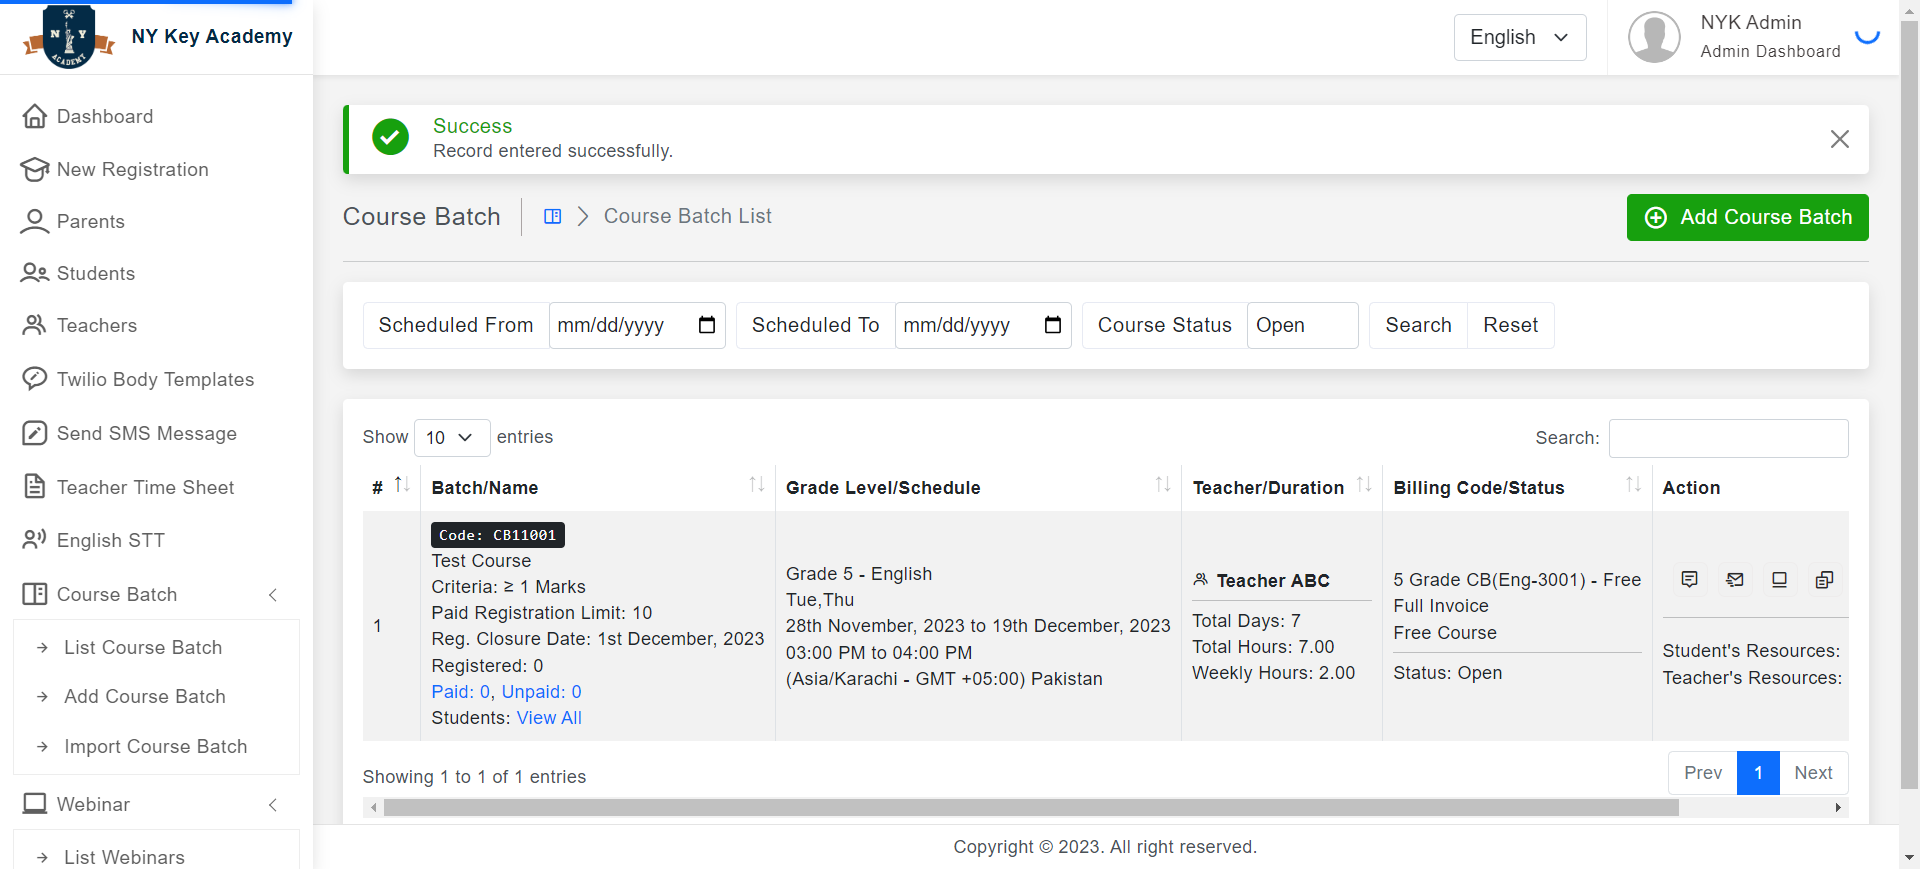 N Y
ACADEMY
NY Key Academy
English
NYK Admin
Admin Dashboard
Dashboard
New Registration
Parents
Students
Teachers
Twilio Body Templates
Send SMS Message
Teacher Time Sheet
English STT
Course Batch
List Course Batch
Add Course Batch
Import Course Batch
Webinar
List Webinars
Success
Record entered successfully.
Course Batch
Course Batch List
Add Course Batch
Scheduled From mm/dd/yyyy Scheduled To mm/dd/yyyy Course Status Open Search Reset
Show 10 entries
Search:
# Batch/Name Grade Level/Schedule Teacher/Duration Billing Code/Status Action
1
Code: CB11001
Test Course
Criteria: ≥ 1 Marks
Paid Registration Limit: 10
Reg. Closure Date: 1st December, 2023
Registered: 0
Paid: 0, Unpaid: 0
Students: View All
Grade 5 - English
Tue,Thu
28th November, 2023 to 19th December, 2023
03:00 PM to 04:00 PM
(Asia/Karachi - GMT +05:00) Pakistan
Teacher ABC
Total Days: 7
Total Hours: 7.00
Weekly Hours: 2.00
5 Grade CB(Eng-3001) - Free
Full Invoice
Free Course
Status: Open
Student's Resources:
Teacher's Resources:
Showing 1 to 1 of 1 entries
Prev 1 Next
Copyright © 2023. All right reserved.